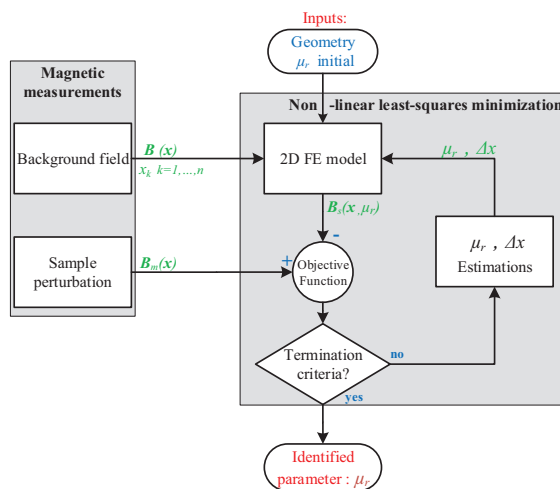 Inputs:
Geometry
μr initial
Magnetic
measurements
Non -linear least-squares minimization
Background field
B (x)
xk k=1,...,n
2D FE model
μr , Δx
Bs(x ,μr)
-
Sample
perturbation
Bm(x)
+
Objective
Function
μr , Δx
Estimations
Termination
criteria?
no
yes
Identified
parameter : μr